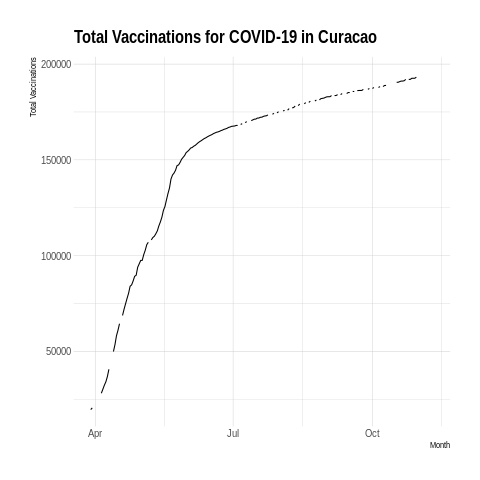 Total Vaccinations for COVID-19 in Curacao
Total Vaccinations
200000
150000
100000
50000
Apr
Jul
Oct
Month